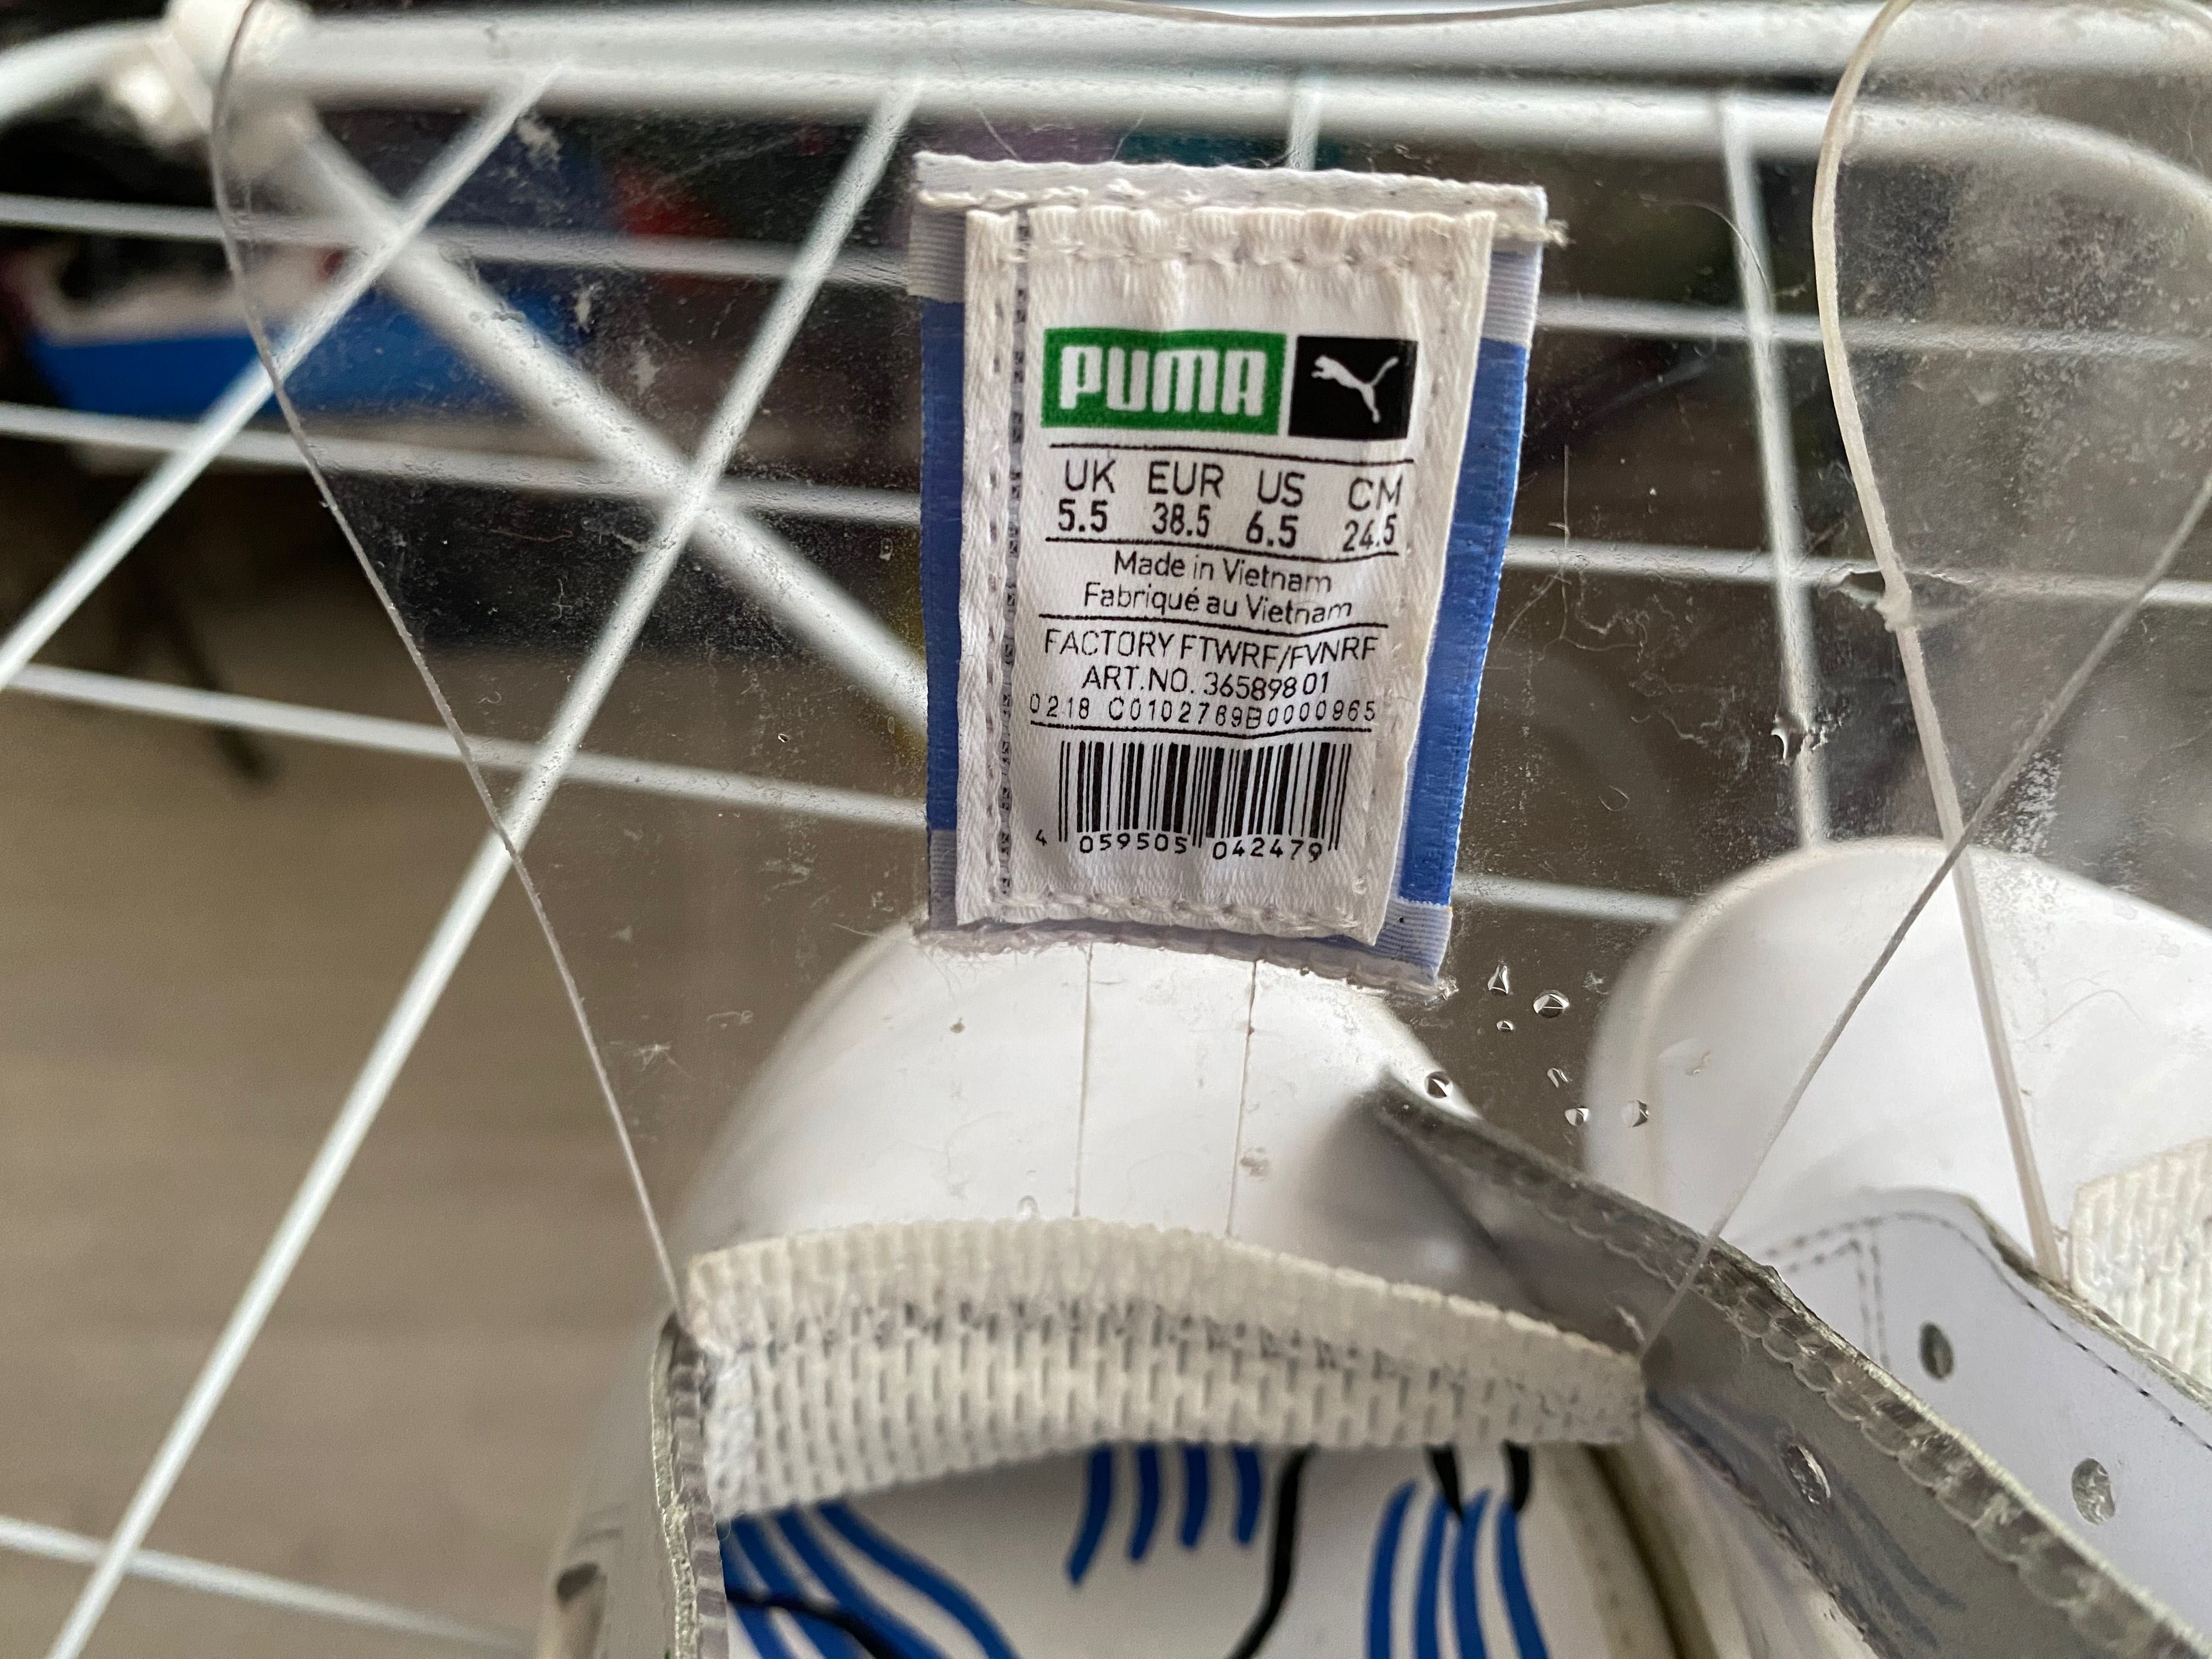 PUMA
UK EUR US CM
5.5 38.5 6.5 24.5
Made in Vietnam
Fabriqué au Vietnam
FACTORY FTWRF/FVNRF
ART.NO. 365898 01
0218 C0102769B0000965
4 059505 042479